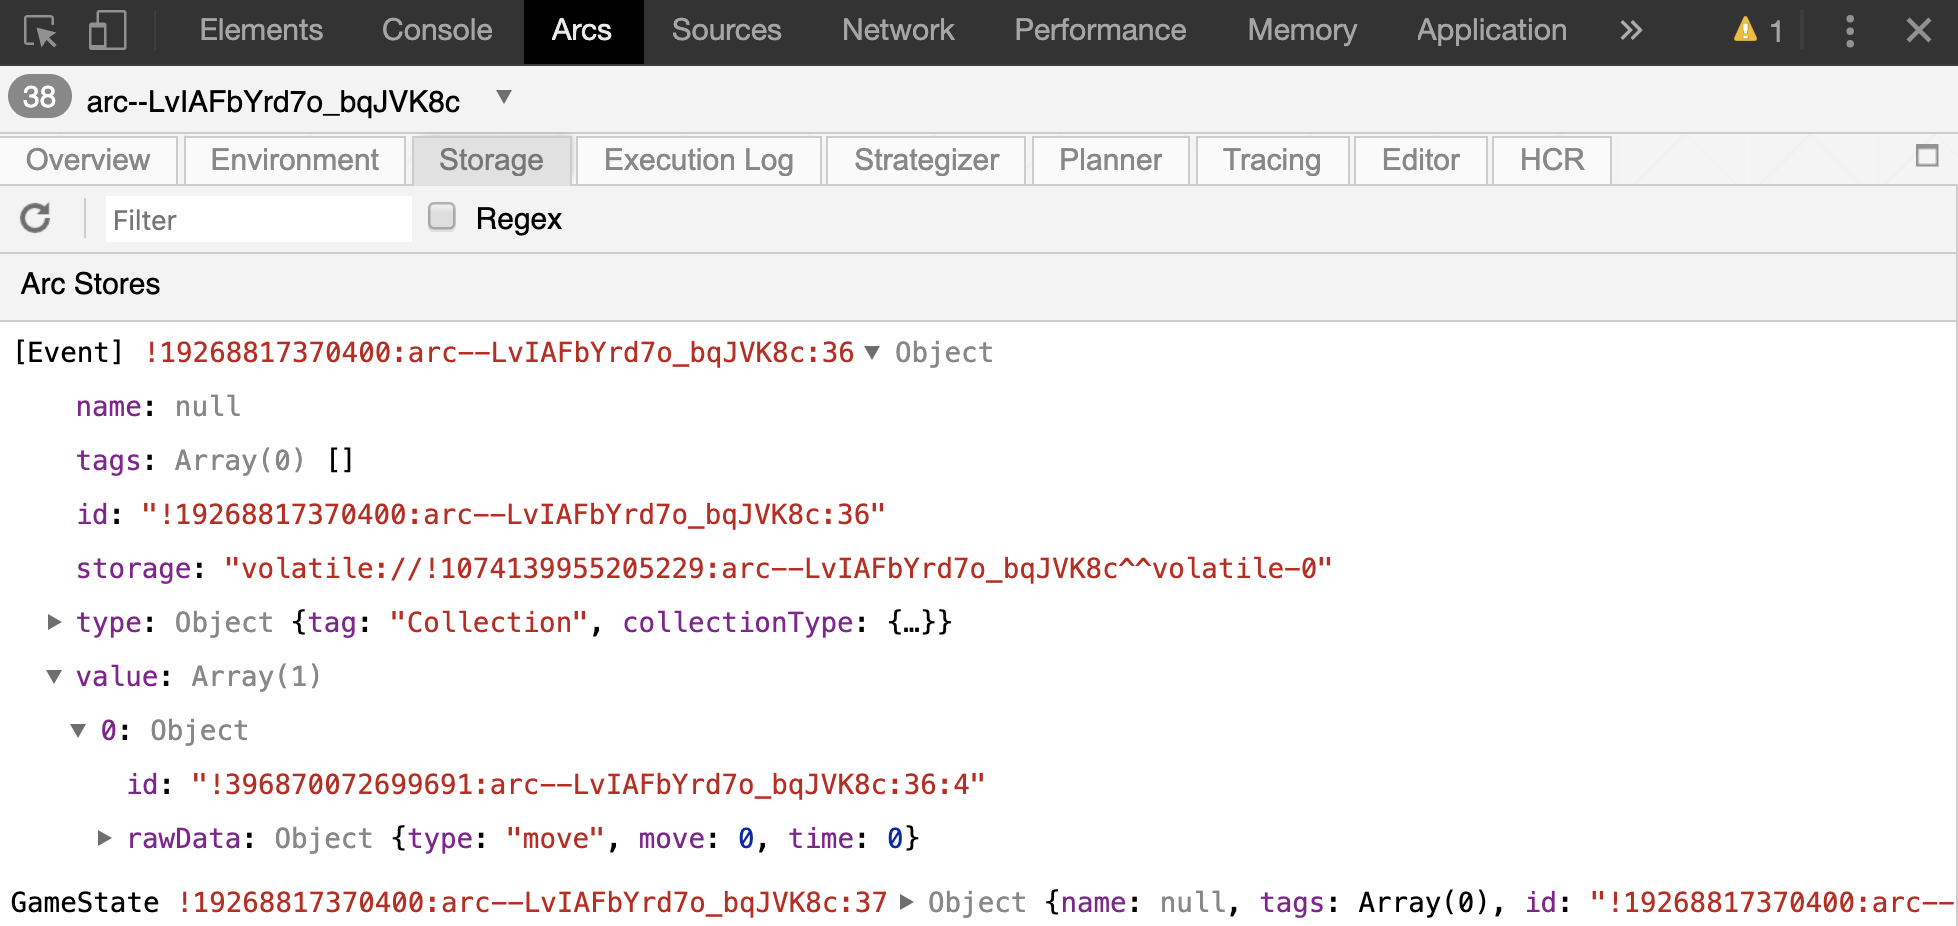 Elements Console Arcs Sources Network Performance Memory Application » 1
38 arc--LvIAFbYrd7o_bqJVK8c ▼
Overview Environment Storage Execution Log Strategizer Planner Tracing Editor HCR
Filter Regex
Arc Stores
[Event] !19268817370400:arc--LvIAFbYrd7o_bqJVK8c:36 ▼ Object
name: null
tags: Array(0) []
id: "!19268817370400:arc--LvIAFbYrd7o_bqJVK8c:36"
storage: "volatile://!1074139955205229:arc--LvIAFbYrd7o_bqJVK8c^^volatile-0"
▶ type: Object {tag: "Collection", collectionType: {…}}
▼ value: Array(1)
▼ 0: Object
id: "!396870072699691:arc--LvIAFbYrd7o_bqJVK8c:36:4"
▶ rawData: Object {type: "move", move: 0, time: 0}
GameState !19268817370400:arc--LvIAFbYrd7o_bqJVK8c:37 ▶ Object {name: null, tags: Array(0), id: "!19268817370400:arc--